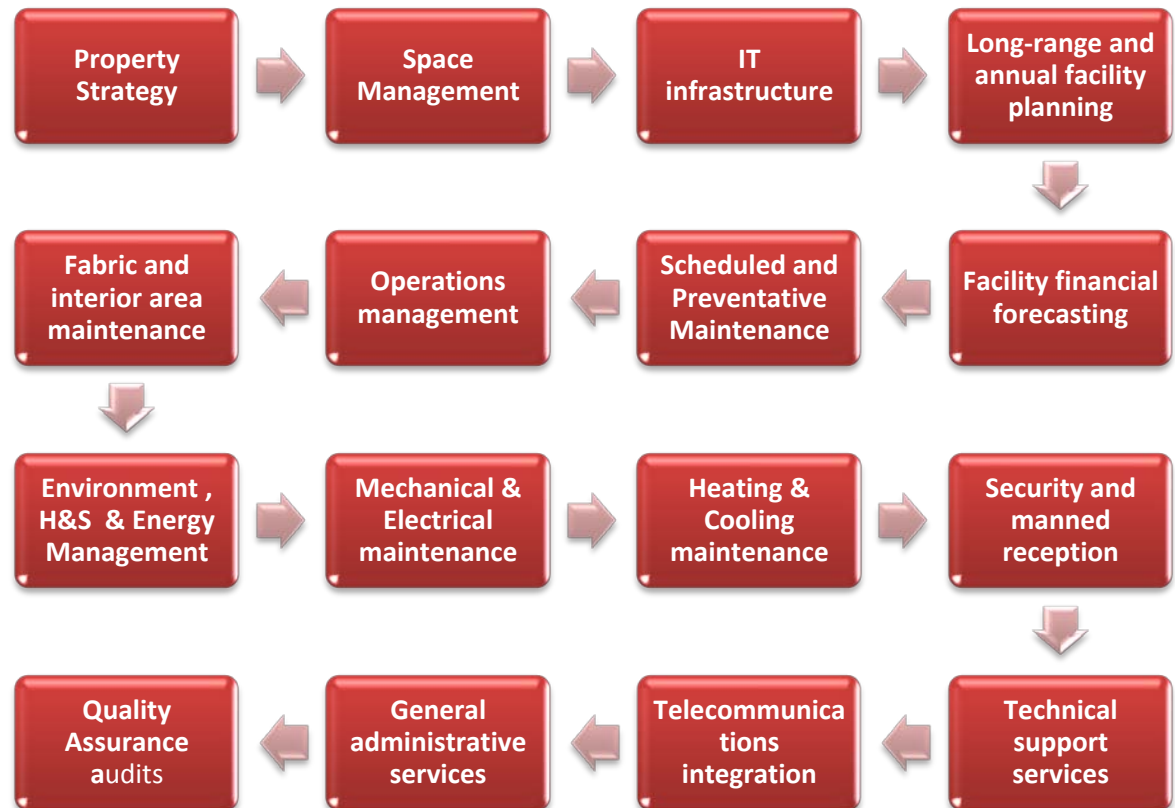 Property
Strategy
Space
Management
IT
infrastructure
Long-range and
annual facility
planning
Facility financial
forecasting
Scheduled and
Preventative
Maintenance
Operations
management
Fabric and
interior area
maintenance
Environment ,
H&S & Energy
Management
Mechanical &
Electrical
maintenance
Heating &
Cooling
maintenance
Security and
manned
reception
Technical
support
services
Telecommunica
tions
integration
General
administrative
services
Quality
Assurance
audits